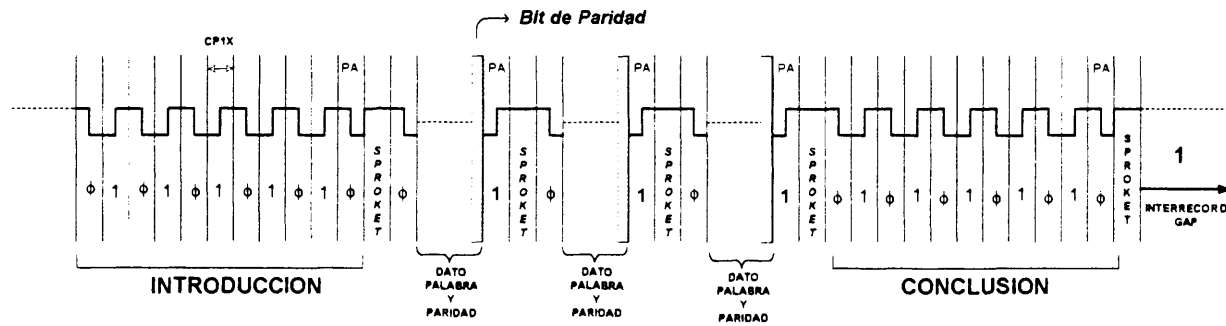 Bit de Paridad
CP1X
PA PA PA PA PA
ϕ 1 ϕ 1 ϕ 1 ϕ 1 ϕ 1 ϕ SPROKET ϕ 1 SPROKET ϕ 1 SPROKET ϕ 1 SPROKET ϕ 1 ϕ 1 ϕ 1 ϕ 1 ϕ 1 ϕ SPROKET 1
INTERRECORD
GAP
INTRODUCCION
DATO
PALABRA
Y
PARIDAD
DATO
PALABRA
Y
PARIDAD
DATO
PALABRA
Y
PARIDAD
CONCLUSION